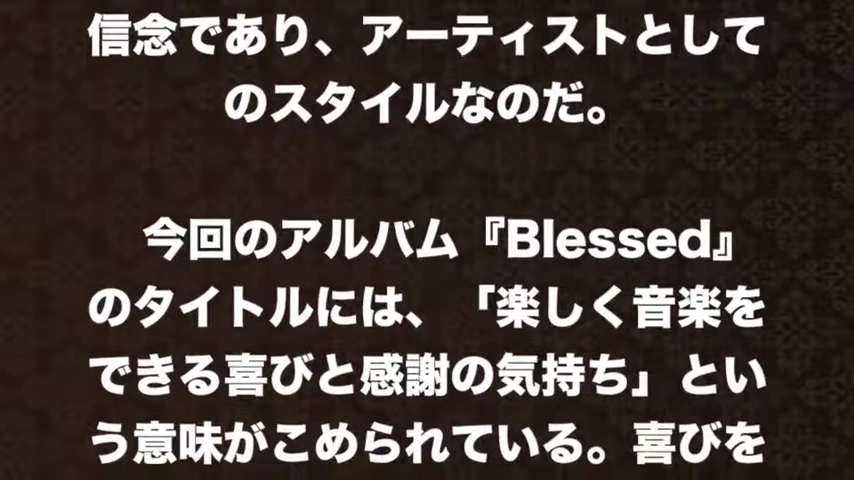 信念であり、アーティストとして
のスタイルなのだ。
今回のアルバム『Blessed』
のタイトルには、「楽しく音楽を
できる喜びと感謝の気持ち」とい
う意味がこめられている。喜びを